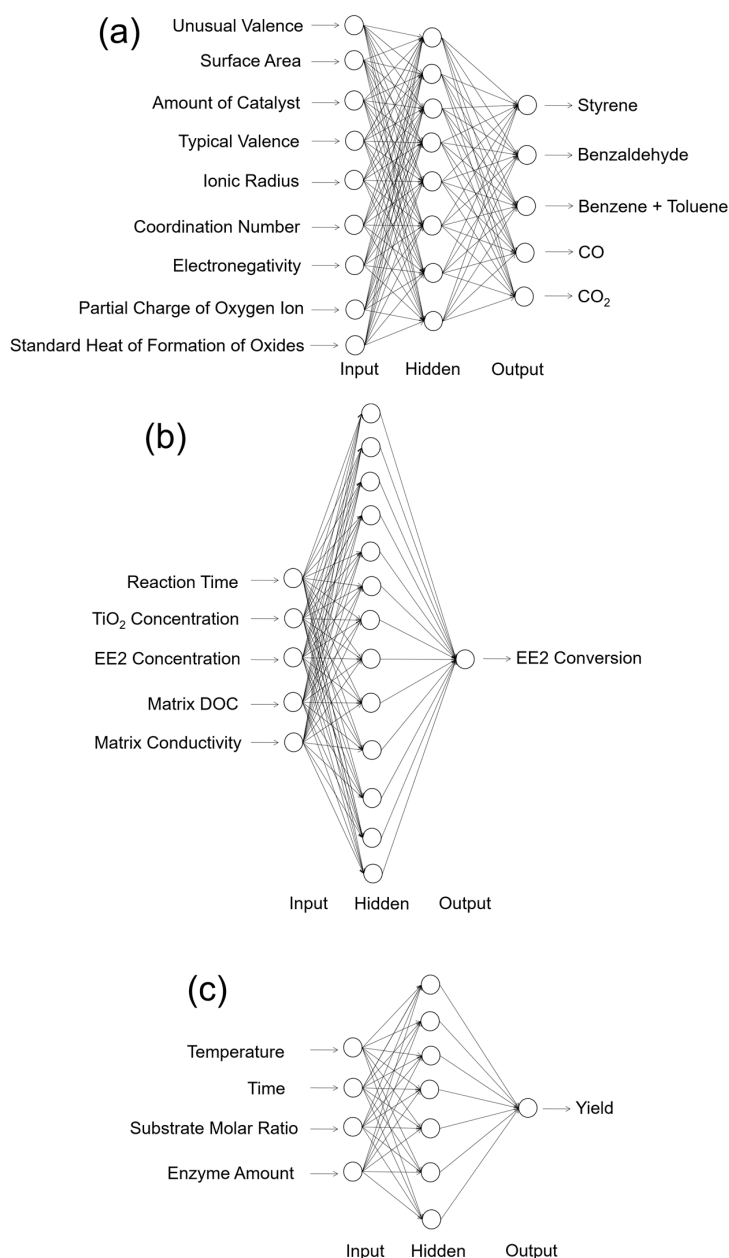 (a)
Unusual Valence
Surface Area
Amount of Catalyst
Typical Valence
Ionic Radius
Coordination Number
Electronegativity
Partial Charge of Oxygen Ion
Standard Heat of Formation of Oxides
Styrene
Benzaldehyde
Benzene + Toluene
CO
CO₂
Input Hidden Output
(b)
Reaction Time
TiO₂ Concentration
EE2 Concentration
Matrix DOC
Matrix Conductivity
EE2 Conversion
Input Hidden Output
(c)
Temperature
Time
Substrate Molar Ratio
Enzyme Amount
Yield
Input Hidden Output